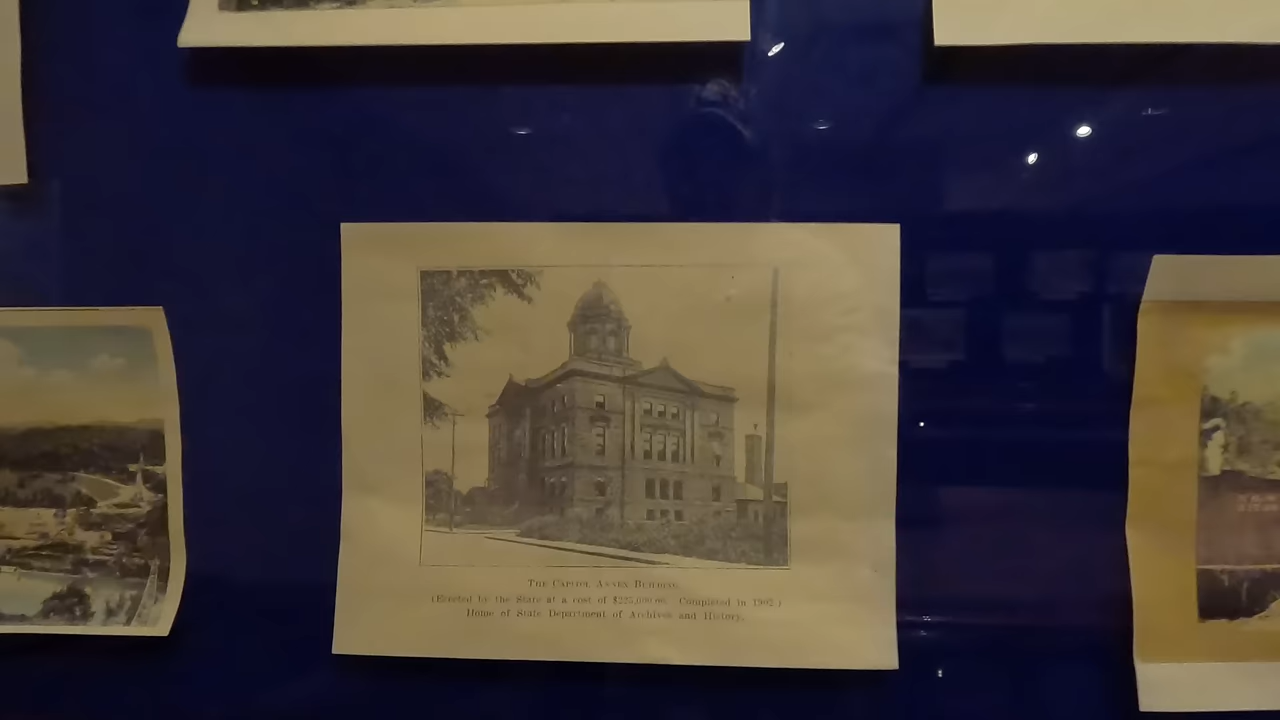 The Capitol Annex Building.
(Erected by the State at a cost of $225,000.00. Completed in 1902.)
Home of State Department of Archives and History.